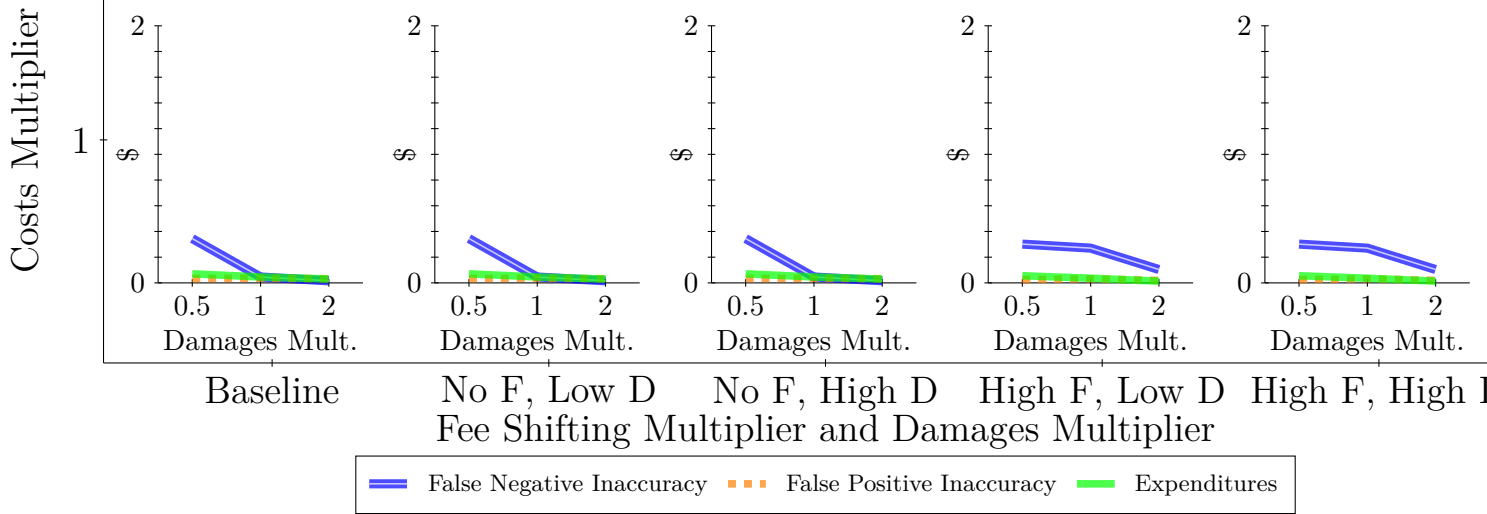 Costs Multiplier
1
2
$
0
0.5 1 2
Damages Mult.
2
$
0
0.5 1 2
Damages Mult.
2
$
0
0.5 1 2
Damages Mult.
2
$
0
0.5 1 2
Damages Mult.
2
$
0
0.5 1 2
Damages Mult.
Baseline
No F, Low D
No F, High D
High F, Low D
High F, High
Fee Shifting Multiplier and Damages Multiplier
False Negative Inaccuracy
False Positive Inaccuracy
Expenditures